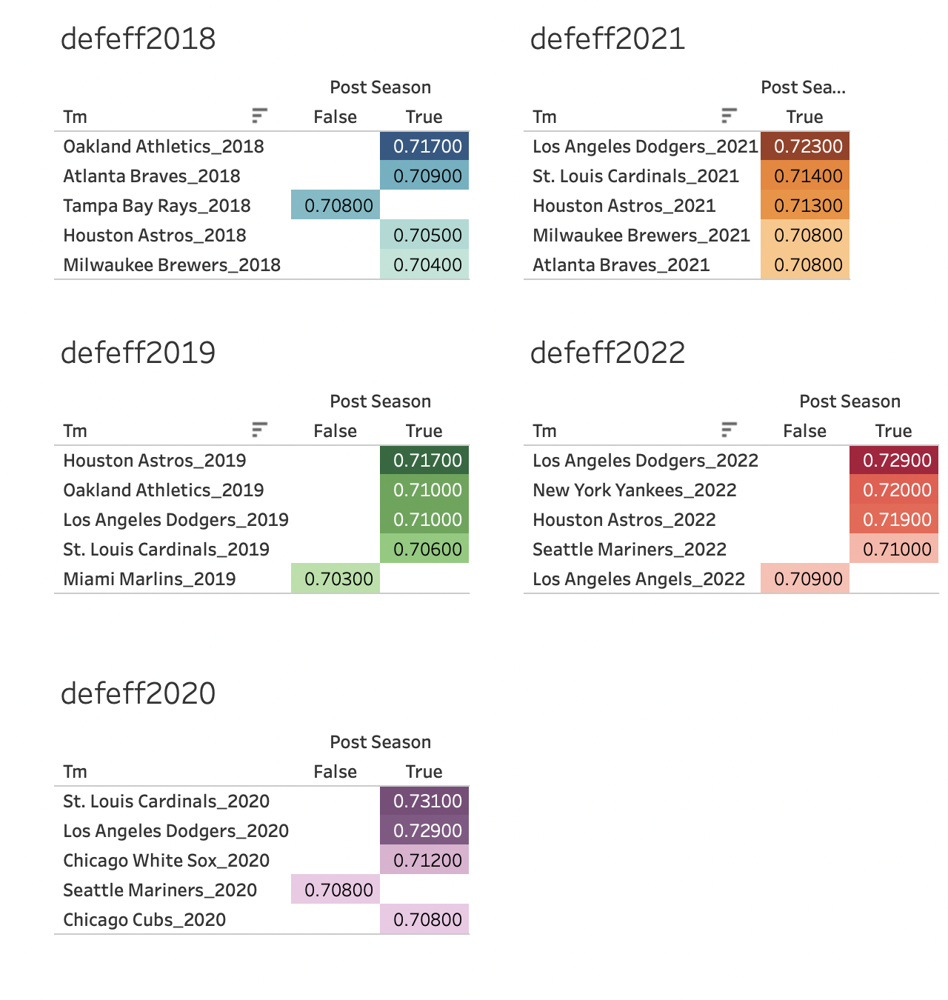 defeff2018
Post Season
Tm False True
Oakland Athletics_2018 0.71700
Atlanta Braves_2018 0.70900
Tampa Bay Rays_2018 0.70800
Houston Astros_2018 0.70500
Milwaukee Brewers_2018 0.70400
defeff2021
Post Sea...
Tm True
Los Angeles Dodgers_2021 0.72300
St. Louis Cardinals_2021 0.71400
Houston Astros_2021 0.71300
Milwaukee Brewers_2021 0.70800
Atlanta Braves_2021 0.70800
defeff2019
Post Season
Tm False True
Houston Astros_2019 0.71700
Oakland Athletics_2019 0.71000
Los Angeles Dodgers_2019 0.71000
St. Louis Cardinals_2019 0.70600
Miami Marlins_2019 0.70300
defeff2022
Post Season
Tm False True
Los Angeles Dodgers_2022 0.72900
New York Yankees_2022 0.72000
Houston Astros_2022 0.71900
Seattle Mariners_2022 0.71000
Los Angeles Angels_2022 0.70900
defeff2020
Post Season
Tm False True
St. Louis Cardinals_2020 0.73100
Los Angeles Dodgers_2020 0.72900
Chicago White Sox_2020 0.71200
Seattle Mariners_2020 0.70800
Chicago Cubs_2020 0.70800